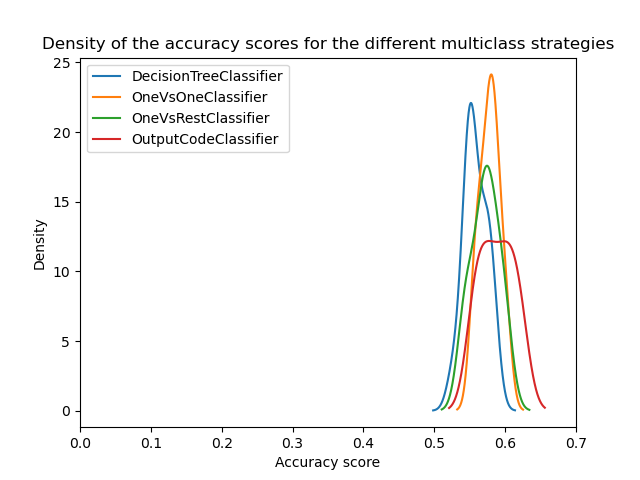 Density of the accuracy scores for the different multiclass strategies
25
20
15
10
5
0
Density
DecisionTreeClassifier
OneVsOneClassifier
OneVsRestClassifier
OutputCodeClassifier
0.0 0.1 0.2 0.3 0.4 0.5 0.6 0.7
Accuracy score